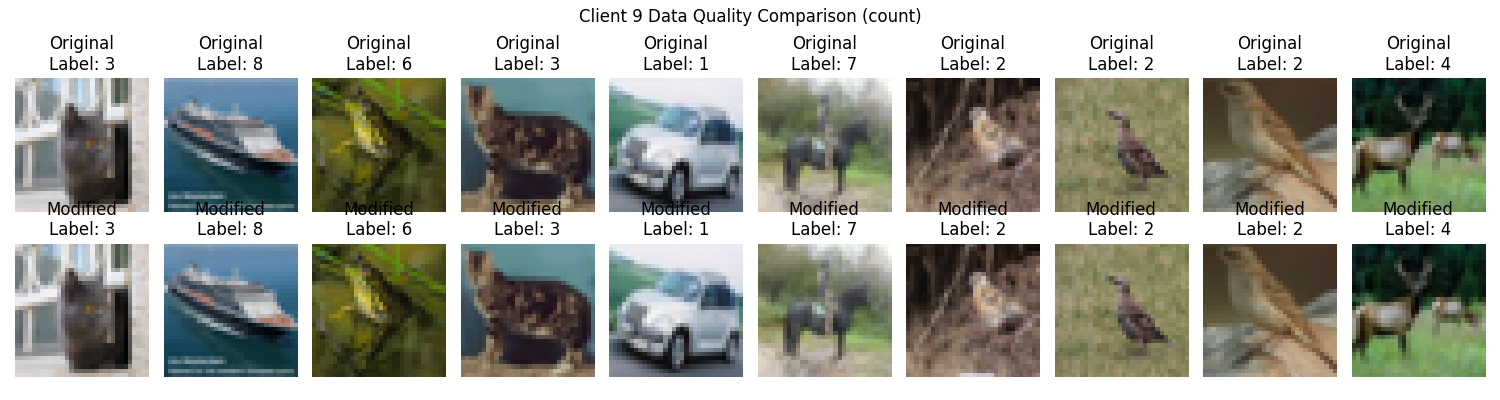 Client 9 Data Quality Comparison (count)
Original Original Original Original Original Original Original Original Original Original
Label: 3 Label: 8 Label: 6 Label: 3 Label: 1 Label: 7 Label: 2 Label: 2 Label: 2 Label: 4
Modified Modified Modified Modified Modified Modified Modified Modified Modified Modified
Label: 3 Label: 8 Label: 6 Label: 3 Label: 1 Label: 7 Label: 2 Label: 2 Label: 2 Label: 4